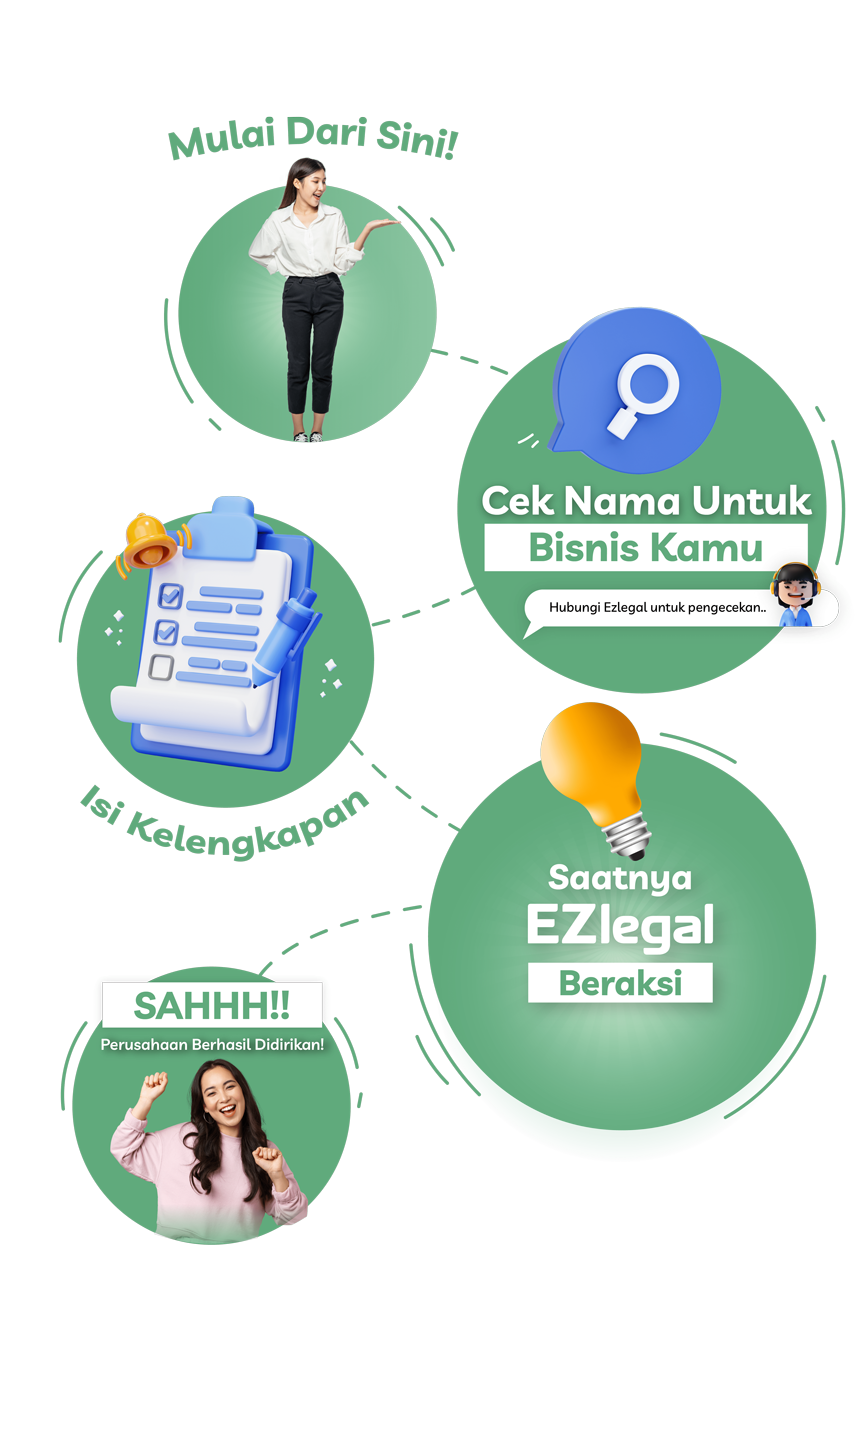 Mulai Dari Sini!
Cek Nama Untuk
Bisnis Kamu
Hubungi Ezlegal untuk pengecekan..
Isi Kelengkapan
Saatnya
EZlegal
Beraksi
SAHHH!!
Perusahaan Berhasil Didirikan!